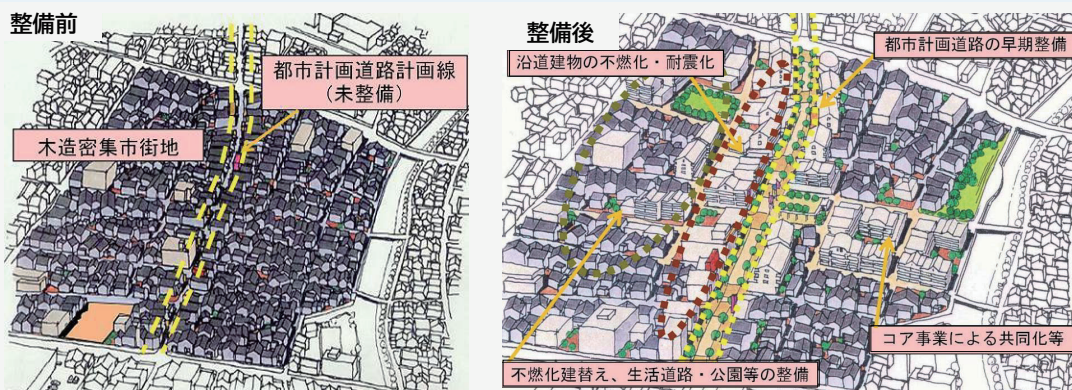 整備前
都市計画道路計画線
（未整備）
木造密集市街地
整備後
沿道建物の不燃化・耐震化
都市計画道路の早期整備
コア事業による共同化等
不燃化建替え、生活道路・公園等の整備